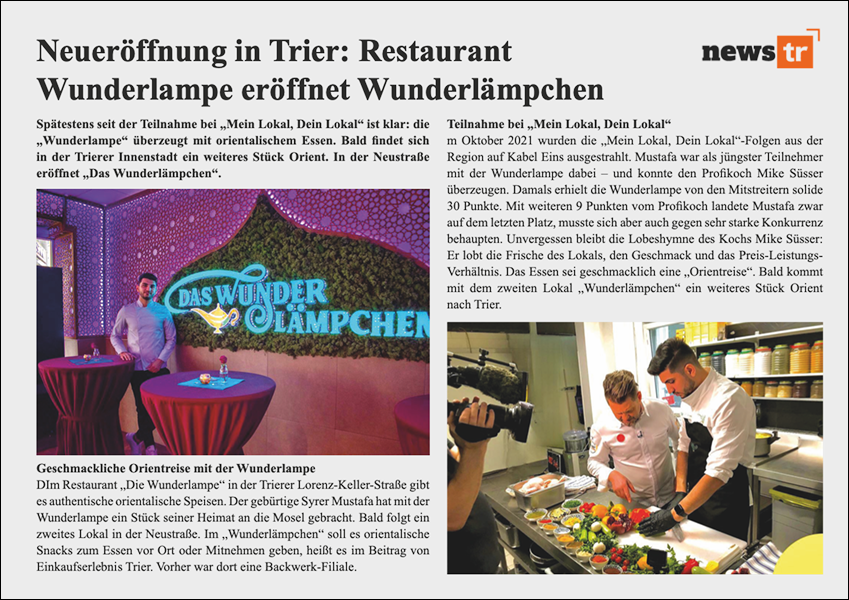 Neueröffnung in Trier: Restaurant
Wunderlampe eröffnet Wunderlämpchen
newstr
Spätestens seit der Teilnahme bei „Mein Lokal, Dein Lokal“ ist klar: die
„Wunderlampe“ überzeugt mit orientalischem Essen. Bald findet sich
in der Trierer Innenstadt ein weiteres Stück Orient. In der Neustraße
eröffnet „Das Wunderlämpchen“.
DAS WUNDER
LÄMPCHEN
Geschmackliche Orientreise mit der Wunderlampe
DIm Restaurant „Die Wunderlampe“ in der Trierer Lorenz-Keller-Straße gibt
es authentische orientalische Speisen. Der gebürtige Syrer Mustafa hat mit der
Wunderlampe ein Stück seiner Heimat an die Mosel gebracht. Bald folgt ein
zweites Lokal in der Neustraße. Im „Wunderlämpchen“ soll es orientalische
Snacks zum Essen vor Ort oder Mitnehmen geben, heißt es im Beitrag von
Einkaufserlebnis Trier. Vorher war dort eine Backwerk-Filiale.
Teilnahme bei „Mein Lokal, Dein Lokal“
m Oktober 2021 wurden die „Mein Lokal, Dein Lokal“-Folgen aus der
Region auf Kabel Eins ausgestrahlt. Mustafa war als jüngster Teilnehmer
mit der Wunderlampe dabei – und konnte den Profikoch Mike Süsser
überzeugen. Damals erhielt die Wunderlampe von den Mitstreitern solide
30 Punkte. Mit weiteren 9 Punkten vom Profikoch landete Mustafa zwar
auf dem letzten Platz, musste sich aber auch gegen sehr starke Konkurrenz
behaupten. Unvergessen bleibt die Lobeshymne des Kochs Mike Süsser:
Er lobt die Frische des Lokals, den Geschmack und das Preis-Leistungs-
Verhältnis. Das Essen sei geschmacklich eine „Orientreise“. Bald kommt
mit dem zweiten Lokal „Wunderlämpchen“ ein weiteres Stück Orient
nach Trier.